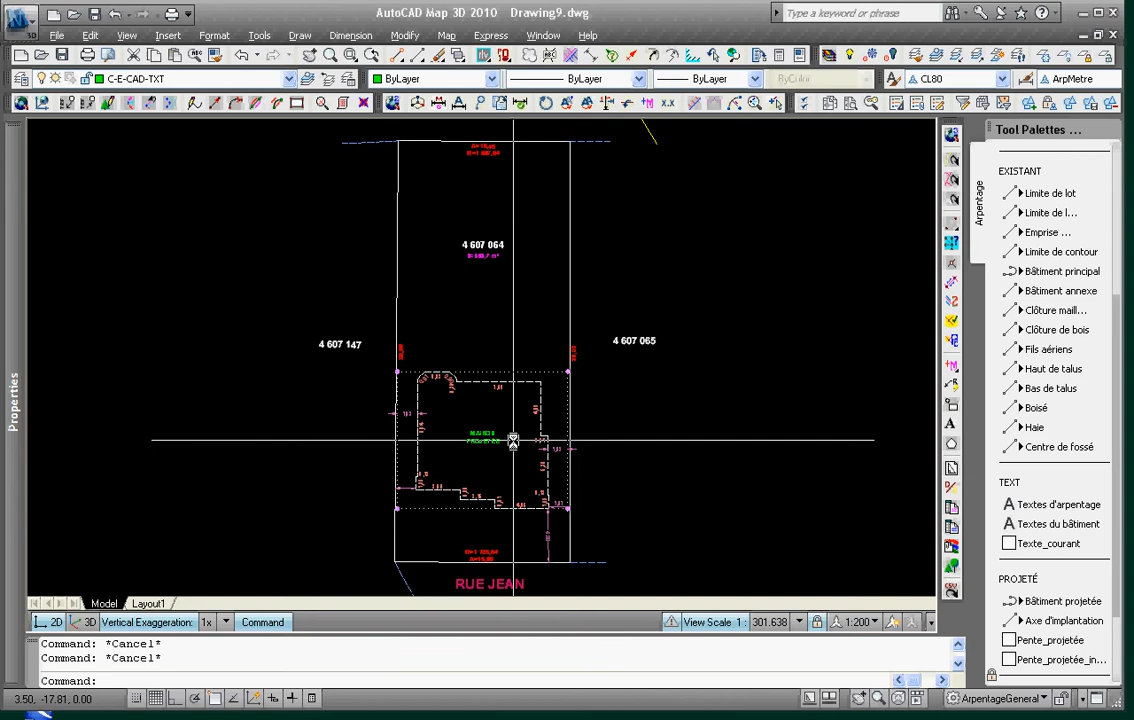 AutoCAD Map 3D 2010 Drawing9.dwg
Type a keyword or phrase
File Edit View Insert Format Tools Draw Dimension Modify Map Express Window Help
C-E-CAD-TXT
ByLayer
ByLayer
ByLayer
ByColor
CL80
ArpMetre
Properties
4 607 064
4 607 147
4 607 065
RUE JEAN
Tool Palettes ...
Arpentage
EXISTANT
Limite de lot
Limite de l...
Emprise ...
Limite de contour
Bâtiment principal
Bâtiment annexe
Clôture maill...
Clôture de bois
Fils aériens
Haut de talus
Bas de talus
Boisé
Haie
Centre de fossé
TEXT
Textes d'arpentage
Textes du bâtiment
Texte_courant
PROJETÉ
Bâtiment projetée
Axe d'implantation
Pente_projetée
Pente_projetée_in...
Model Layout1
2D 3D Vertical Exaggeration: 1x Command
View Scale 1 : 301.638 1:200
Command: *Cancel*
Command: *Cancel*
Command:
3.50, -17.81, 0.00
ArpentageGeneral